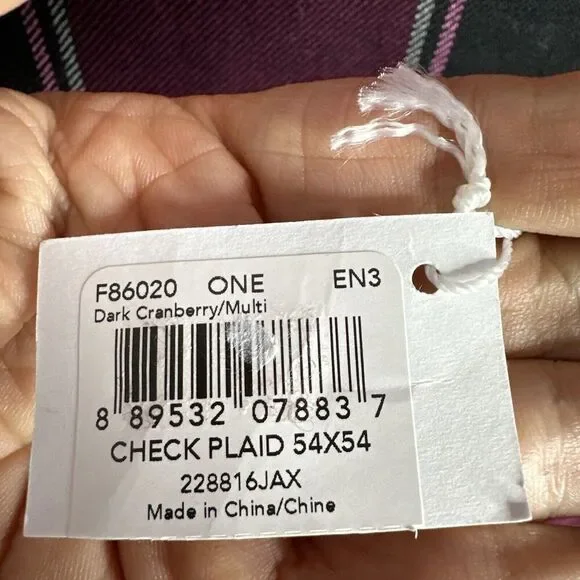 F86020 ONE EN3
Dark Cranberry/Multi
8 89532 07883 7
CHECK PLAID 54X54
228816JAX
Made in China/Chine